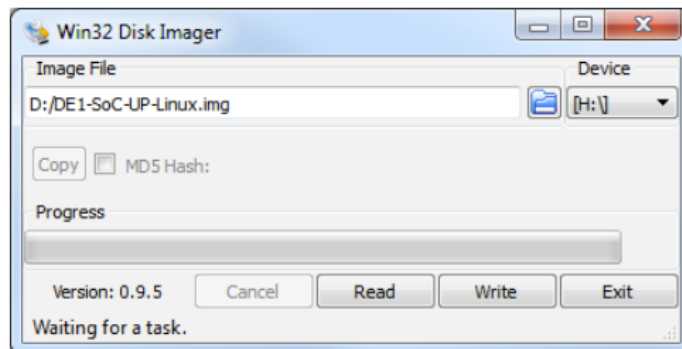 Win32 Disk Imager
Image File Device
D:/DE1-SoC-UP-Linux.img [H:\]
Copy MD5 Hash:
Progress
Version: 0.9.5 Cancel Read Write Exit
Waiting for a task.